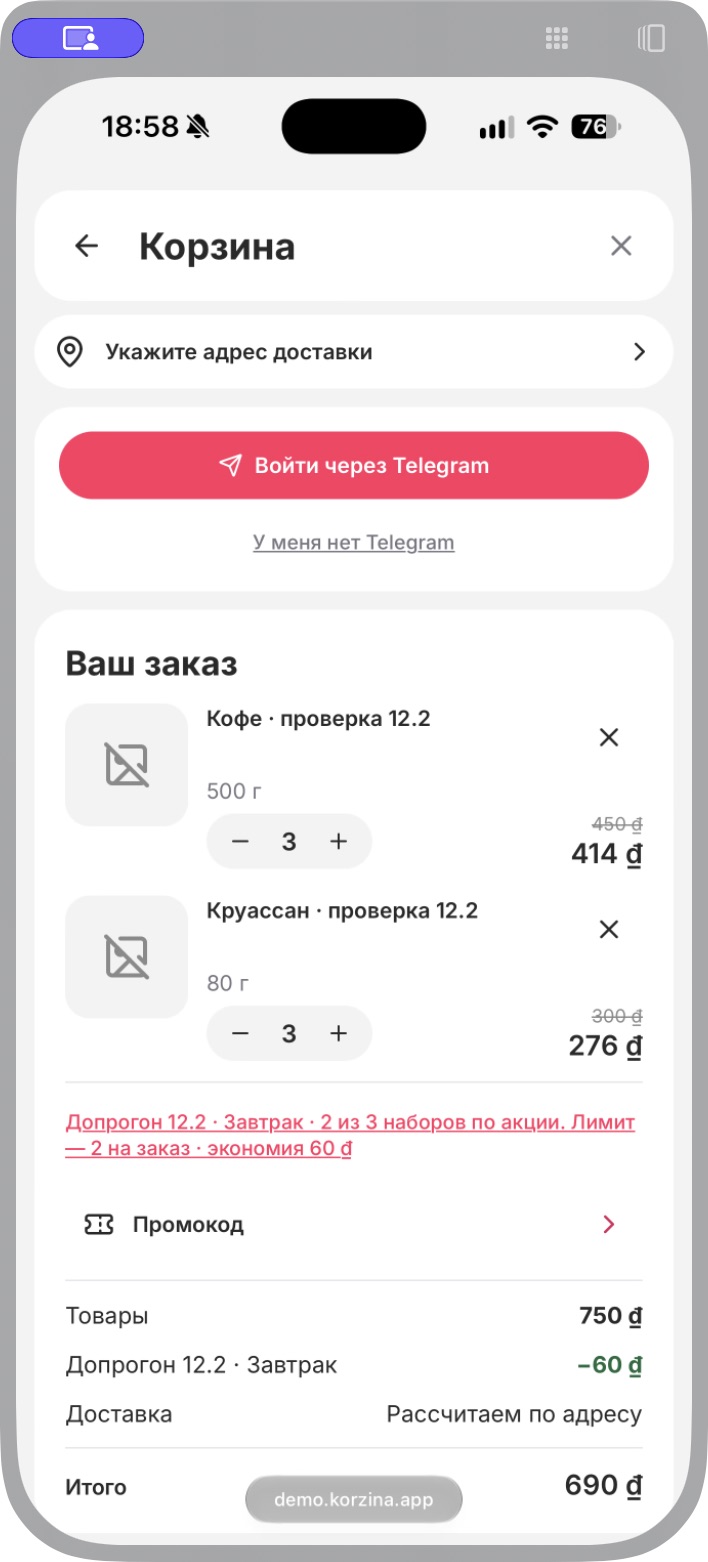 18:58
76
Корзина
Укажите адрес доставки
Войти через Telegram
У меня нет Telegram
Ваш заказ
Кофе · проверка 12.2
500 г
3
450 ₫
414 ₫
Круассан · проверка 12.2
80 г
3
300 ₫
276 ₫
Допрогон 12.2 · Завтрак · 2 из 3 наборов по акции. Лимит
— 2 на заказ · экономия 60 ₫
Промокод
Товары 750 ₫
Допрогон 12.2 · Завтрак −60 ₫
Доставка Рассчитаем по адресу
Итого 690 ₫
demo.korzina.app